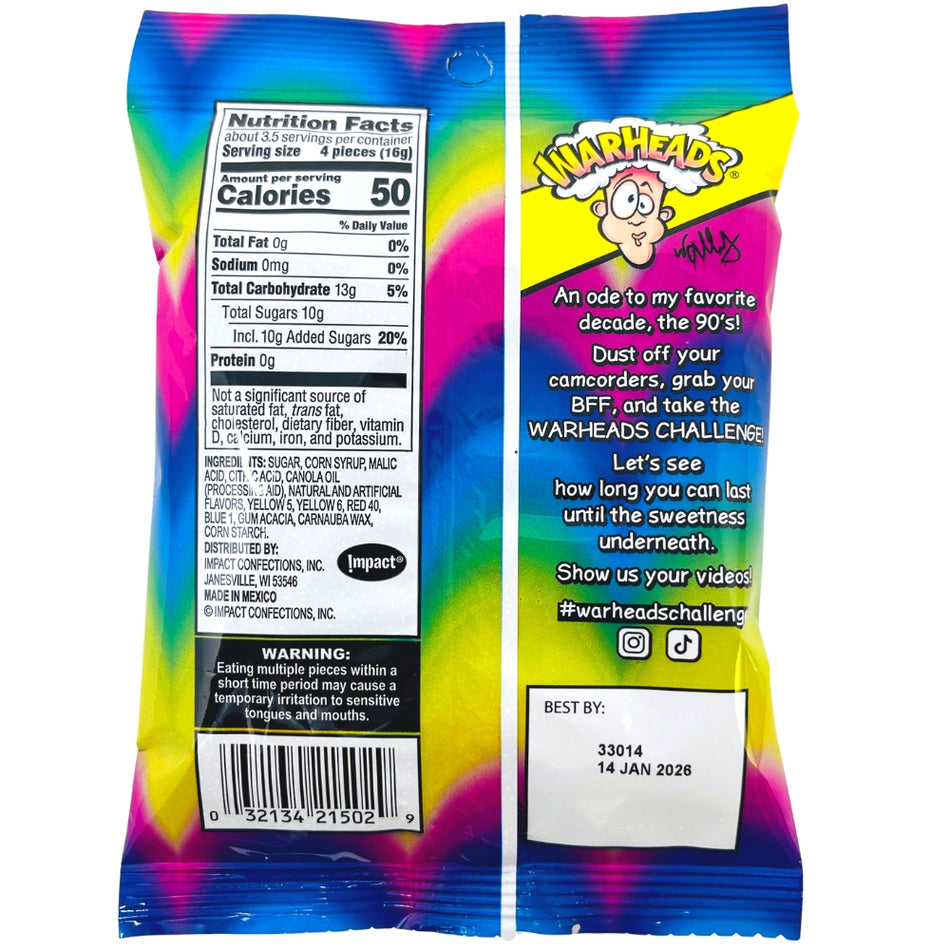 Nutrition Facts
about 3.5 servings per container
Serving size 4 pieces (16g)
Amount per serving
Calories 50
% Daily Value
Total Fat 0g 0%
Sodium 0mg 0%
Total Carbohydrate 13g 5%
Total Sugars 10g
Incl. 10g Added Sugars 20%
Protein 0g
Not a significant source of
saturated fat, trans fat,
cholesterol, dietary fiber, vitamin
D, calcium, iron, and potassium.
INGREDIENTS: SUGAR, CORN SYRUP, MALIC
ACID, CITRIC ACID, CANOLA OIL
(PROCESSING AID), NATURAL AND ARTIFICIAL
FLAVORS, YELLOW 5, YELLOW 6, RED 40,
BLUE 1, GUM ACACIA, CARNAUBA WAX,
CORN STARCH.
DISTRIBUTED BY:
IMPACT CONFECTIONS, INC.
JANESVILLE, WI 53546
MADE IN MEXICO
© IMPACT CONFECTIONS, INC.
Impact®
WARNING:
Eating multiple pieces within a
short time period may cause a
temporary irritation to sensitive
tongues and mouths.
0 32134 21502 9
WARHEADS®
Wally
An ode to my favorite
decade, the 90's!
Dust off your
camcorders, grab your
BFF, and take the
WARHEADS CHALLENGE!
Let's see
how long you can last
until the sweetness
underneath.
Show us your videos!
#warheadschalleng
BEST BY:
33014
14 JAN 2026